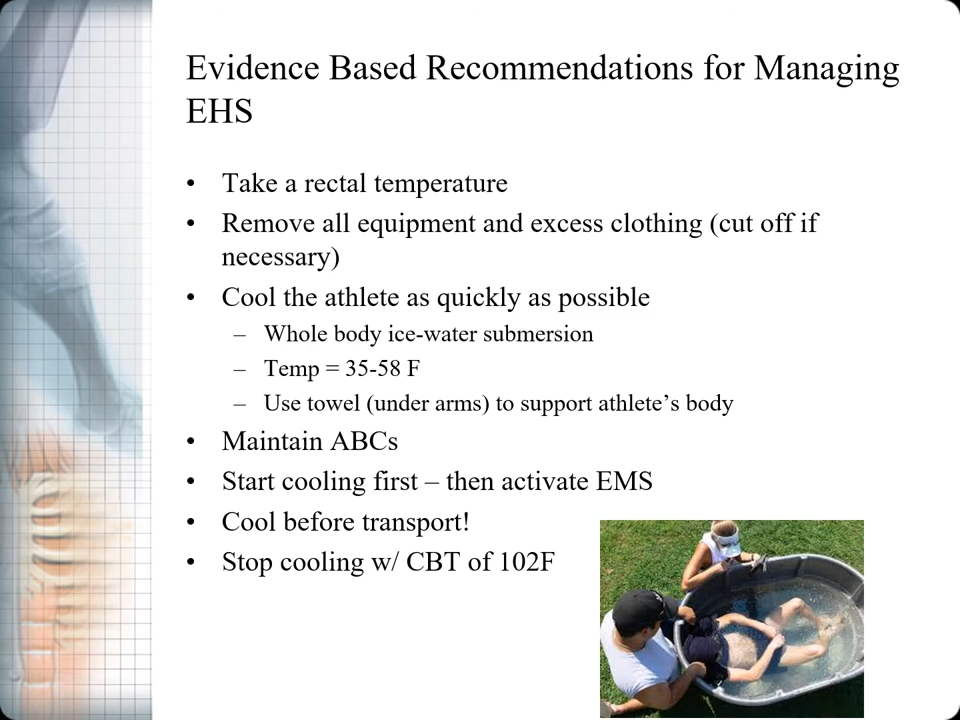 Evidence Based Recommendations for Managing
EHS
• Take a rectal temperature
• Remove all equipment and excess clothing (cut off if
necessary)
• Cool the athlete as quickly as possible
– Whole body ice-water submersion
– Temp = 35-58 F
– Use towel (under arms) to support athlete’s body
• Maintain ABCs
• Start cooling first – then activate EMS
• Cool before transport!
• Stop cooling w/ CBT of 102F